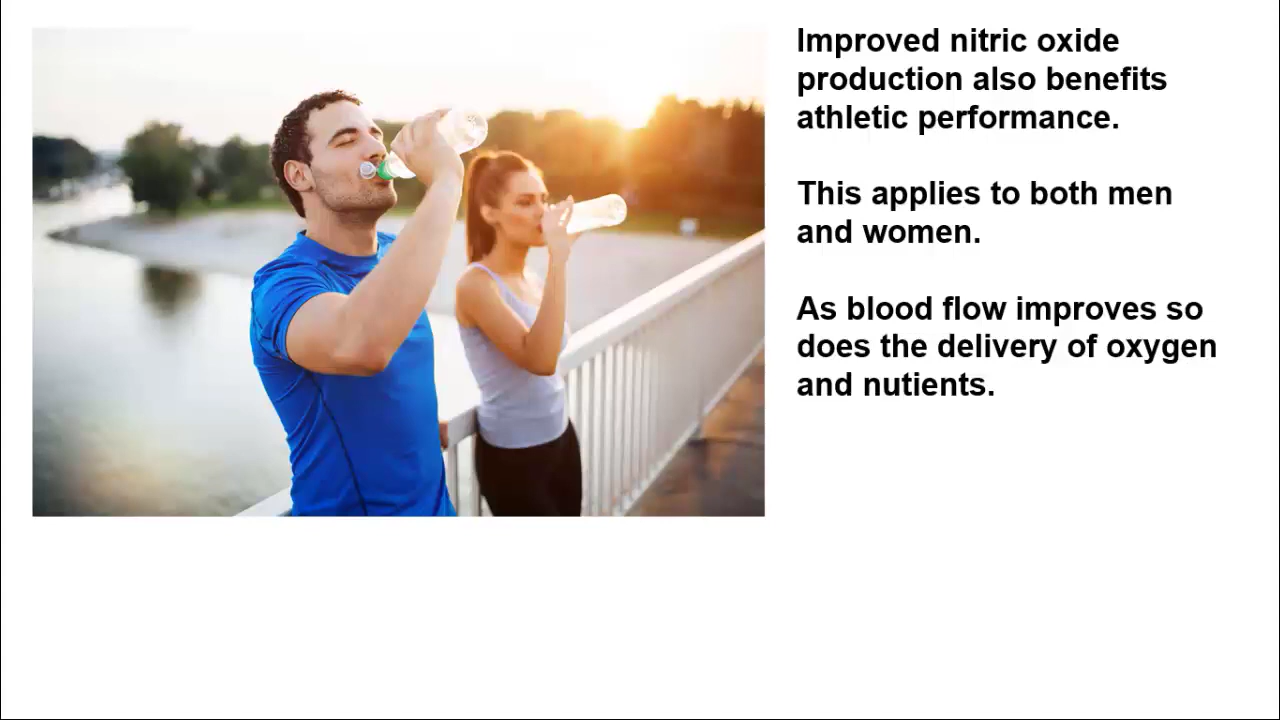 Improved nitric oxide
production also benefits
athletic performance.
This applies to both men
and women.
As blood flow improves so
does the delivery of oxygen
and nutients.